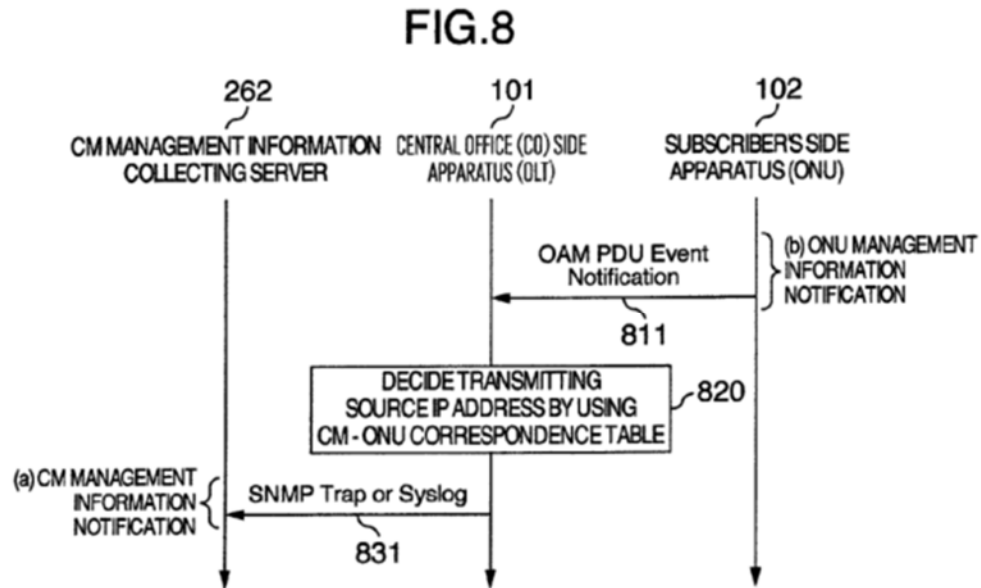 FIG.8
262
101
102
CM MANAGEMENT INFORMATION
COLLECTING SERVER
CENTRAL OFFICE (CO) SIDE
APPARATUS (OLT)
SUBSCRIBER'S SIDE
APPARATUS (ONU)
OAM PDU Event
Notification
811
(b) ONU MANAGEMENT
INFORMATION
NOTIFICATION
DECIDE TRANSMITTING
SOURCE IP ADDRESS BY USING
CM - ONU CORRESPONDENCE TABLE
820
(a) CM MANAGEMENT
INFORMATION
NOTIFICATION
SNMP Trap or Syslog
831